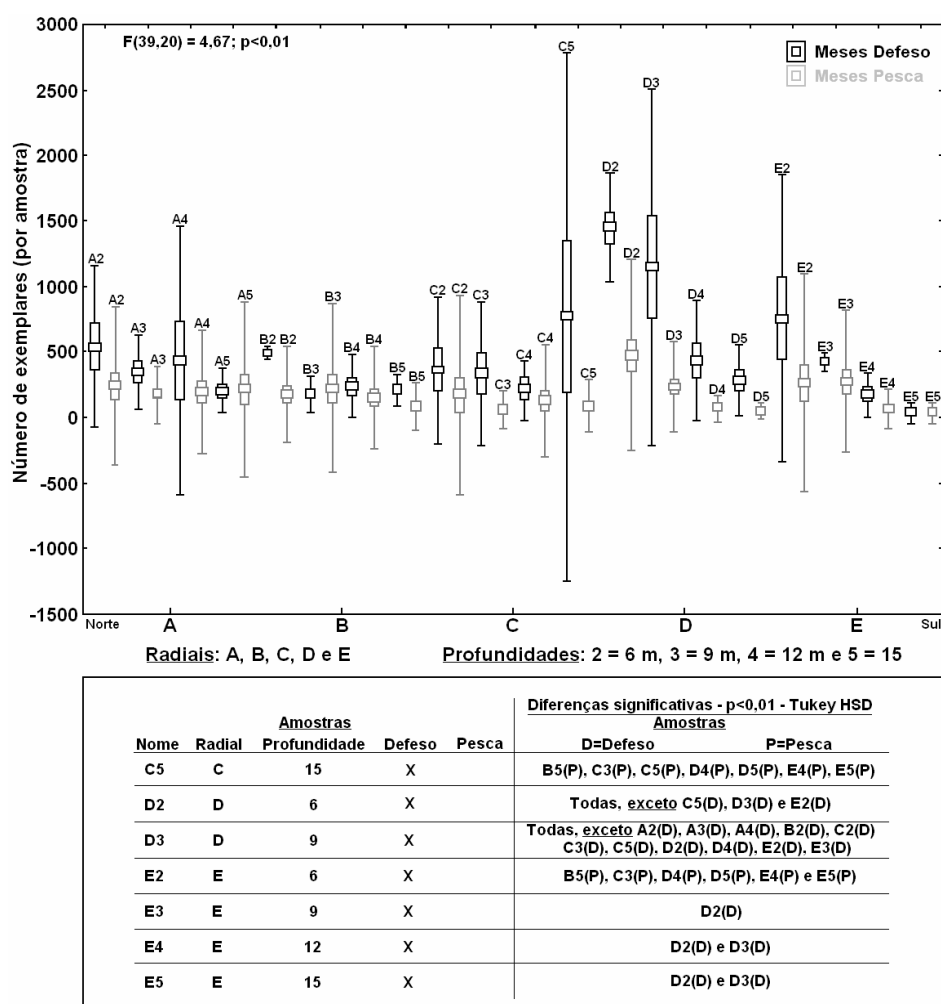 F(39,20) = 4,67; p<0,01
Meses Defeso
Meses Pesca
Número de exemplares (por amostra)
3000
2500
2000
1500
1000
500
0
-500
-1000
-1500
A2
A2
A3
A3
A4
A4
A5
A5
B2
B2
B3
B3
B4
B4
B5
B5
C2
C2
C3
C3
C4
C4
C5
C5
D2
D2
D3
D3
D4
D4
D5
D5
E2
E2
E3
E3
E4
E4
E5
E5
Norte A B C D E Sul
Radiais: A, B, C, D e E Profundidades: 2 = 6 m, 3 = 9 m, 4 = 12 m e 5 = 15
Amostras
Nome Radial Profundidade Defeso Pesca
Diferenças significativas - p<0,01 - Tukey HSD
Amostras
D=Defeso P=Pesca
C5 C 15 X B5(P), C3(P), C5(P), D4(P), D5(P), E4(P), E5(P)
D2 D 6 X Todas, exceto C5(D), D3(D) e E2(D)
D3 D 9 X Todas, exceto A2(D), A3(D), A4(D), B2(D), C2(D)
C3(D), C5(D), D2(D), D4(D), E2(D), E3(D)
E2 E 6 X B5(P), C3(P), D4(P), D5(P), E4(P) e E5(P)
E3 E 9 X D2(D)
E4 E 12 X D2(D) e D3(D)
E5 E 15 X D2(D) e D3(D)